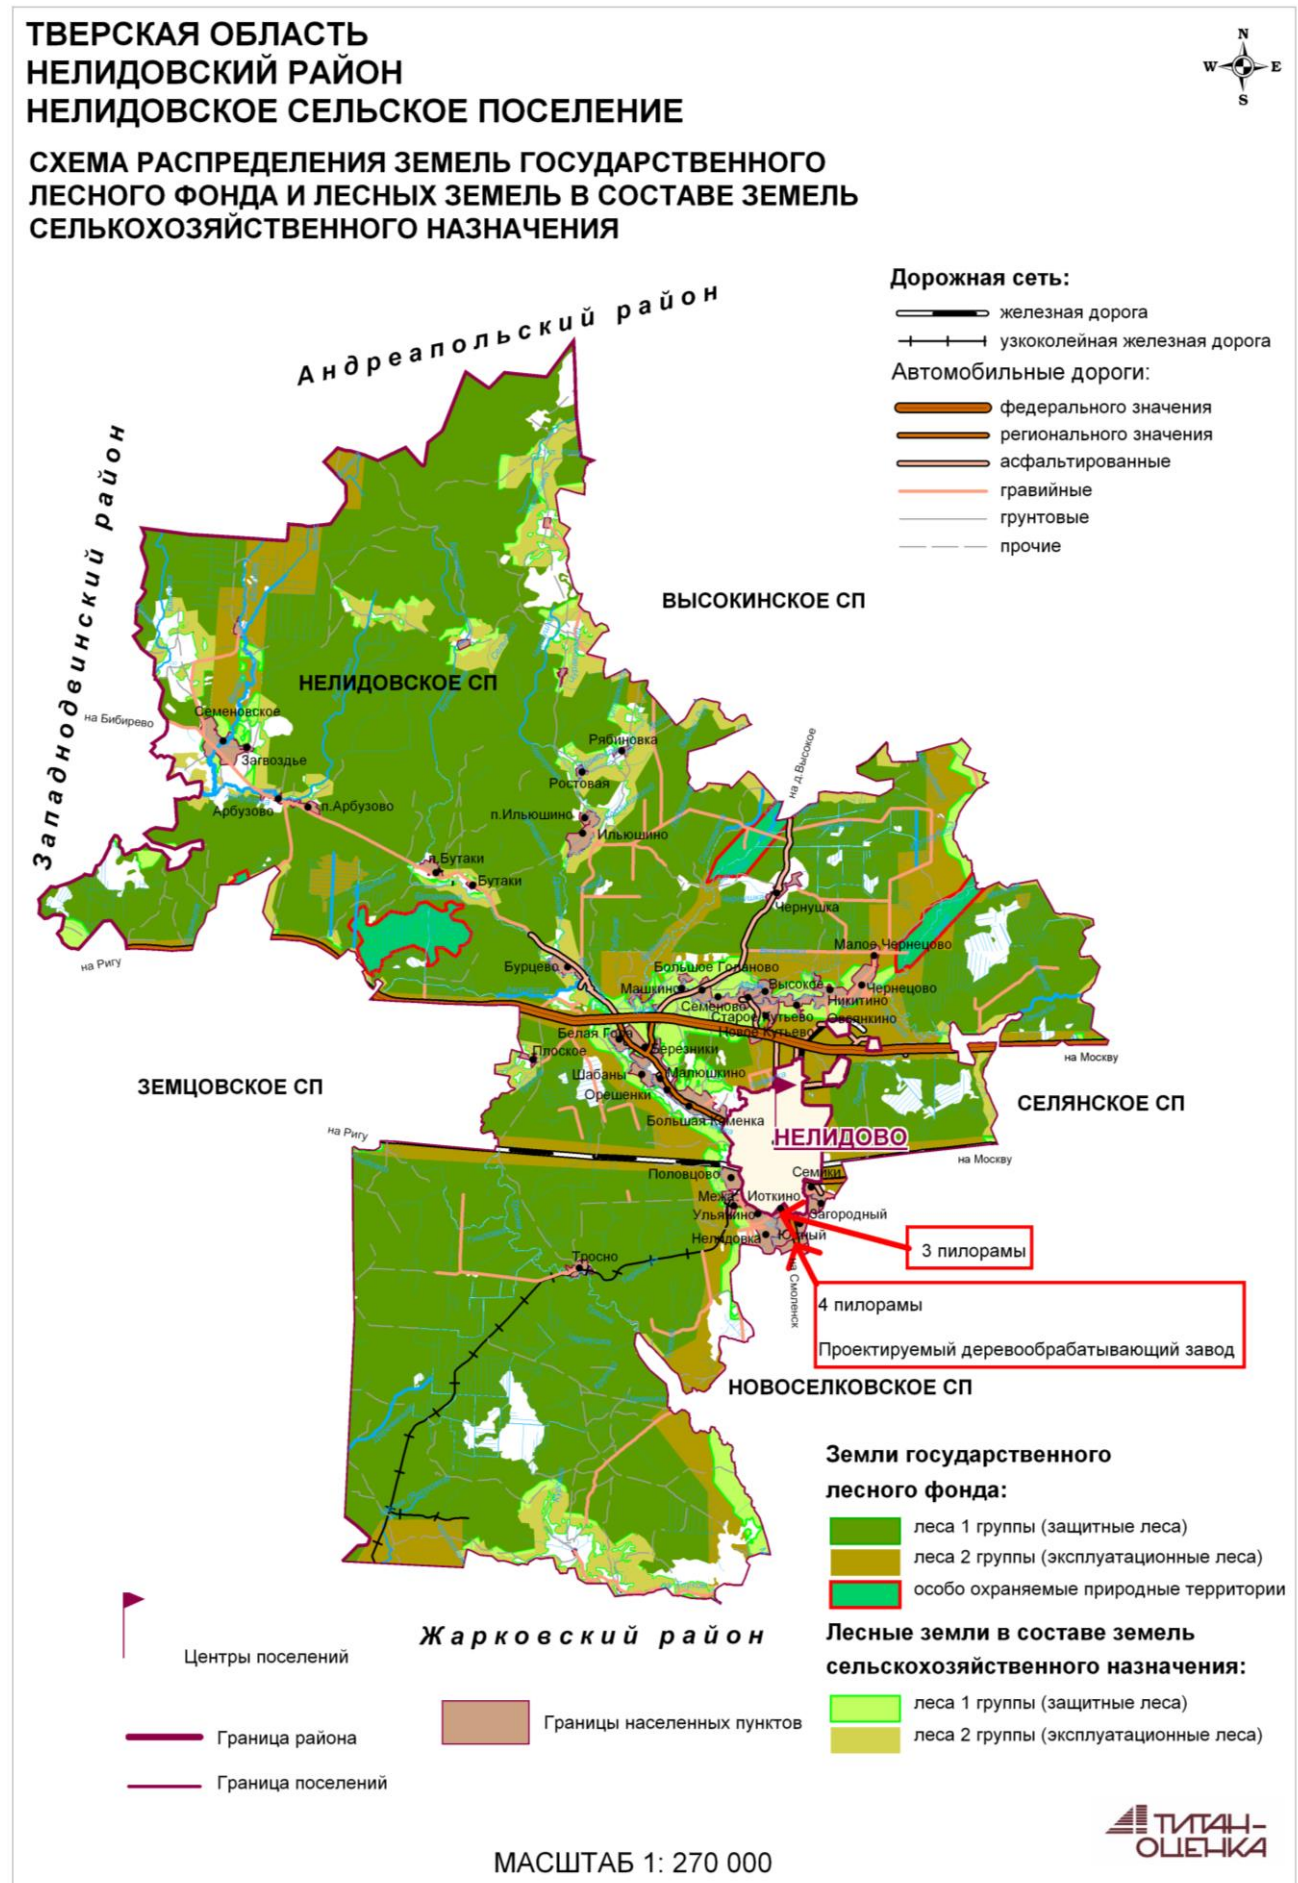 ТВЕРСКАЯ ОБЛАСТЬ
НЕЛИДОВСКИЙ РАЙОН
НЕЛИДОВСКОЕ СЕЛЬСКОЕ ПОСЕЛЕНИЕ
N
W E
S
СХЕМА РАСПРЕДЕЛЕНИЯ ЗЕМЕЛЬ ГОСУДАРСТВЕННОГО
ЛЕСНОГО ФОНДА И ЛЕСНЫХ ЗЕМЕЛЬ В СОСТАВЕ ЗЕМЕЛЬ
СЕЛЬКОХОЗЯЙСТВЕННОГО НАЗНАЧЕНИЯ
Дорожная сеть:
железная дорога
узкоколейная железная дорога
Автомобильные дороги:
федерального значения
регионального значения
асфальтированные
гравийные
грунтовые
прочие
Андреапольский район
Западнодвинский район
ВЫСОКИНСКОЕ СП
НЕЛИДОВСКОЕ СП
на Бибирево
Семеновское
Загвоздье
Арбузово
п.Арбузово
Рябиновка
Ростовая
п.Ильюшино
Ильюшино
на д.Высокое
п.Бутаки
Бутаки
Чернушка
Малое Чернецово
на Ригу
Бурцево
Большое Голаново
Машкино
Семеново
Высокое
Чернецово
Никитино
Старое Кутьево
Овсянкино
Новое Кутьево
Белая Гора
Березники
Плоское
Шабаны
Малюшкино
Орешенки
Большая Каменка
на Москву
ЗЕМЦОВСКОЕ СП
СЕЛЯНСКОЕ СП
НЕЛИДОВО
на Ригу
на Москву
Половцово
Семики
Межа
Иоткино
Ульянино
Загородный
Нелидовка
Южный
Тросно
на Смоленск
3 пилорамы
4 пилорамы
Проектируемый деревообрабатывающий завод
НОВОСЕЛКОВСКОЕ СП
Земли государственного
лесного фонда:
леса 1 группы (защитные леса)
леса 2 группы (эксплуатационные леса)
особо охраняемые природные территории
Жарковский район
Лесные земли в составе земель
сельскохозяйственного назначения:
леса 1 группы (защитные леса)
леса 2 группы (эксплуатационные леса)
Центры поселений
Граница района
Граница поселений
Границы населенных пунктов
ТИТАН-
ОЦЕНКА
МАСШТАБ 1: 270 000